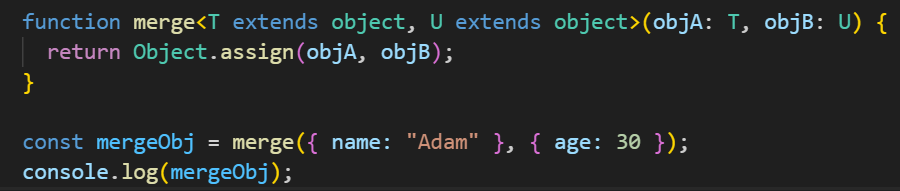 function merge<T extends object, U extends object>(objA: T, objB: U) {
  return Object.assign(objA, objB);
}

const mergeObj = merge({ name: "Adam" }, { age: 30 });
console.log(mergeObj);